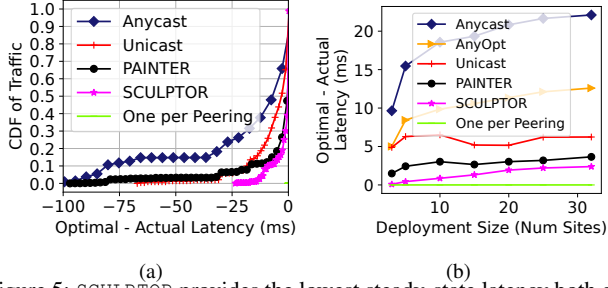 1.0
0.9
0.8
0.7
0.6
0.5
0.4
0.3
0.2
0.1
0.0
CDF of Traffic
Anycast
Unicast
PAINTER
SCULPTOR
One per Peering
−100 −75 −50 −25 0
Optimal - Actual Latency (ms)
(a)
20
15
10
5
0
Optimal - Actual
Latency (ms)
Anycast
AnyOpt
Unicast
PAINTER
SCULPTOR
One per Peering
10 20 30
Deployment Size (Num Sites)
(b)